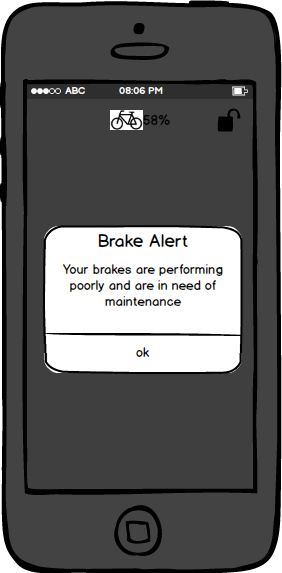 ABC 08:06 PM
58%
Brake Alert
Your brakes are performing
poorly and are in need of
maintenance
ok